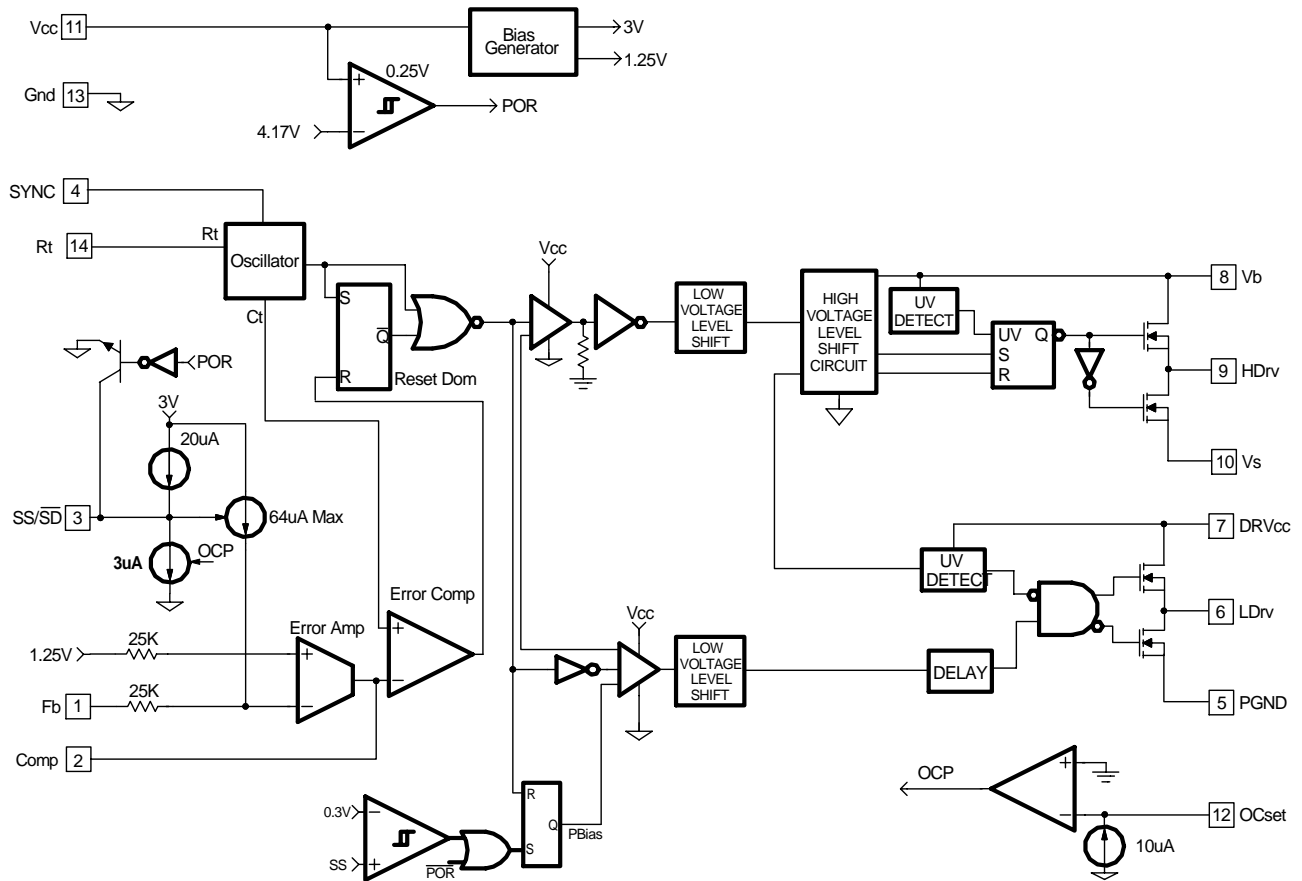 Vcc 11
Bias
Generator
3V
1.25V
0.25V
+
POR
Gnd 13
4.17V
−
SYNC 4
Rt 14
Rt
Oscillator
Ct
S
Q̅
R
Reset Dom
Vcc
LOW
VOLTAGE
LEVEL
SHIFT
HIGH
VOLTAGE
LEVEL
SHIFT
CIRCUIT
8 Vb
UV
DETECT
UV Q
S
R
9 HDrv
10 Vs
POR
3V
20uA
SS/S̅D̅ 3
64uA Max
3uA
OCP
7 DRVcc
UV
DETECT
6 LDrv
Error Comp
+
−
Error Amp
1.25V
25K
+
Fb 1
25K
−
Comp 2
Vcc
LOW
VOLTAGE
LEVEL
SHIFT
DELAY
5 PGND
0.3V
−
SS
+
P̅O̅R̅
R
Q
S
PBias
OCP
+
−
12 OCset
10uA